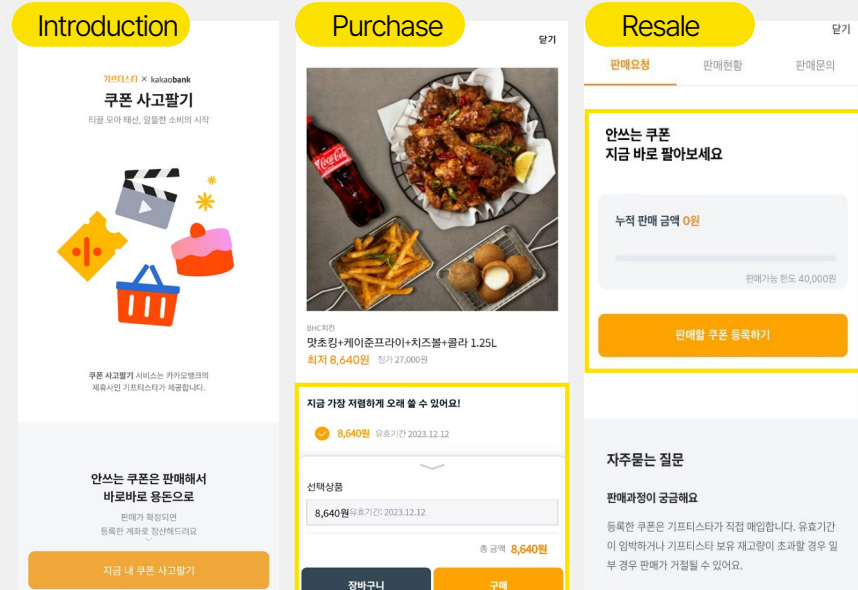 Introduction
기프티스타 × kakaobank
쿠폰 사고팔기
티끌 모아 태산, 알뜰한 소비의 시작
쿠폰 사고팔기 서비스는 카카오뱅크의
제휴사인 기프티스타가 제공합니다.
안쓰는 쿠폰은 판매해서
바로바로 용돈으로
판매가 확정되면
등록한 계좌로 정산해드려요
지금 내 쿠폰 사고팔기
Purchase
닫기
Coca-Cola
BHC치킨
맛초킹+케이준프라이+치즈볼+콜라 1.25L
최저 8,640원 정가 27,000원
지금 가장 저렴하게 오래 쓸 수 있어요!
8,640원 유효기간 2023.12.12
선택상품
8,640원 유효기간: 2023.12.12
총 금액 8,640원
장바구니
구매
Resale
닫기
판매요청 판매현황 판매문의
안쓰는 쿠폰
지금 바로 팔아보세요
누적 판매 금액 0원
판매가능 한도 40,000원
판매할 쿠폰 등록하기
자주묻는 질문
판매과정이 궁금해요
등록한 쿠폰은 기프티스타가 직접 매입합니다. 유효기간
이 임박하거나 기프티스타 보유 재고량이 초과할 경우 일
부 경우 판매가 거절될 수 있어요.